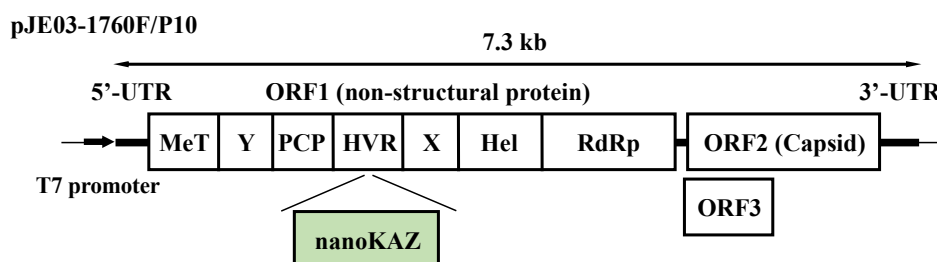 pJE03-1760F/P10
7.3 kb
5'-UTR ORF1 (non-structural protein) 3'-UTR
MeT Y PCP HVR X Hel RdRp ORF2 (Capsid)
T7 promoter
ORF3
nanoKAZ